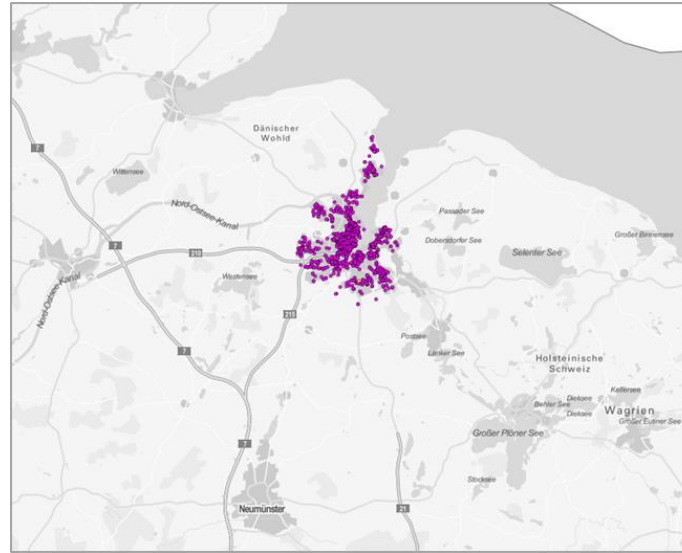 Dänischer
Wohld
7
Wittensee
Nord-Ostsee-Kanal
Passader See
Dobersdorfer See
Große Binnensee
7
210
Selenter See
Nord-Ostsee-Kanal
Westensee
215
Postsee
Lanker See
7
Holsteinische
Schweiz
Kellersee
Behler See
Dieksee
Dieksee
Wagrien
Großer Eutiner See
Großer Plöner See
7
Stocksee
Neumünster
21